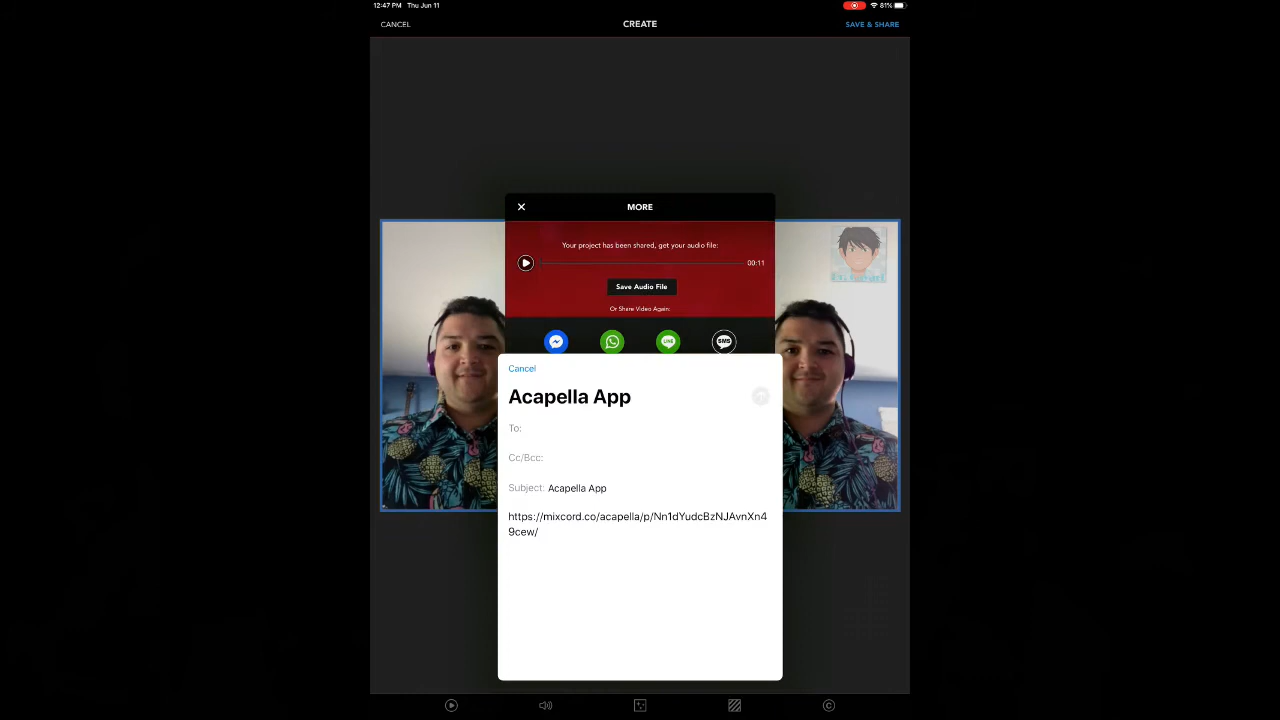 12:47 PM Thu Jun 11
81%
CANCEL
CREATE
SAVE & SHARE
MORE
Your project has been shared, get your audio file:
00:11
Save Audio File
Or Share Video Again:
LINE
SMS
Cancel
Acapella App
To:
Cc/Bcc:
Subject: Acapella App
https://mixcord.co/acapella/p/Nn1dYudcBzNJAvnXn4
9cew/
C